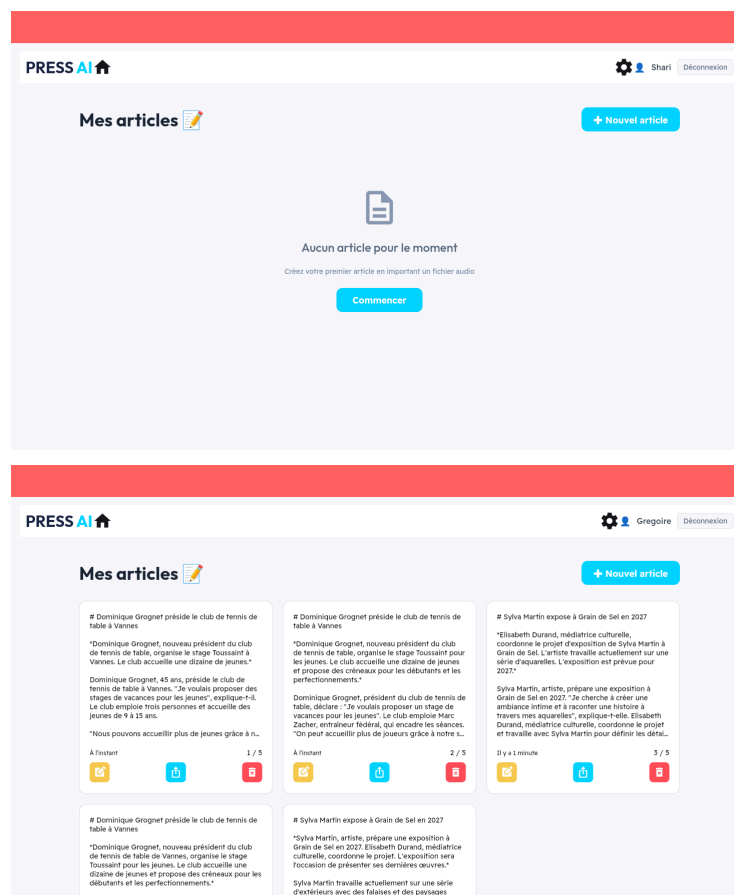 PRESS AI
Shari
Déconnexion
Mes articles
+ Nouvel article
Aucun article pour le moment
Créez votre premier article en important un fichier audio
Commencer
PRESS AI
Gregoire
Déconnexion
Mes articles
+ Nouvel article
# Dominique Grognet préside le club de tennis de
table à Vannes
*Dominique Grognet, nouveau président du club
de tennis de table, organise le stage Toussaint à
Vannes. Le club accueille une dizaine de jeunes.*
Dominique Grognet, 45 ans, préside le club de
tennis de table à Vannes. "Je voulais proposer des
stages de vacances pour les jeunes", explique-t-il.
Le club emploie trois personnes et accueille des
jeunes de 9 à 15 ans.
"Nous pouvons accueillir plus de jeunes grâce à n...
À l'instant
1 / 5
# Dominique Grognet préside le club de tennis de
table à Vannes
*Dominique Grognet, nouveau président du club
de tennis de table, organise le stage Toussaint pour
les jeunes. Le club accueille une dizaine de jeunes
et propose des créneaux pour les débutants et les
perfectionnements.*
Dominique Grognet, président du club de tennis de
table, déclare : "Je voulais proposer un stage de
vacances pour les jeunes". Le club emploie Marc
Zacher, entraîneur fédéral, qui encadre les séances.
"On peut accueillir plus de joueurs grâce à notre s...
À l'instant
2 / 5
# Sylva Martin expose à Grain de Sel en 2027
*Elisabeth Durand, médiatrice culturelle,
coordonne le projet d'exposition de Sylva Martin à
Grain de Sel. L'artiste travaille actuellement sur une
série d'aquarelles. L'exposition est prévue pour
2027.*
Sylva Martin, artiste, prépare une exposition à
Grain de Sel en 2027. "Je cherche à créer une
ambiance intime et à raconter une histoire à
travers mes aquarelles", explique-t-elle. Elisabeth
Durand, médiatrice culturelle, coordonne le projet
et travaille avec Sylva Martin pour définir les détai...
Il y a 1 minute
3 / 5
# Dominique Grognet préside le club de tennis de
table à Vannes
*Dominique Grognet, nouveau président du club
de tennis de table de Vannes, organise le stage
Toussaint pour les jeunes. Le club accueille une
dizaine de jeunes et propose des créneaux pour les
débutants et les perfectionnements.*
# Sylva Martin expose à Grain de Sel en 2027
*Sylva Martin, artiste, prépare une exposition à
Grain de Sel en 2027. Elisabeth Durand, médiatrice
culturelle, coordonne le projet. L'exposition sera
l'occasion de présenter ses dernières œuvres.*
Sylva Martin travaille actuellement sur une série
d'extérieurs avec des falaises et des paysages